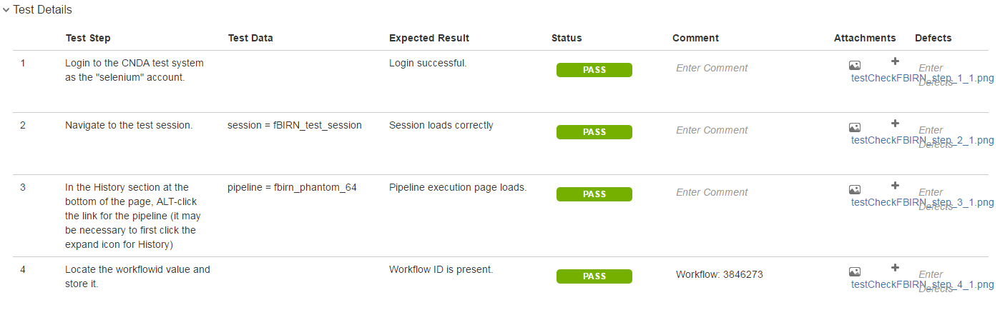 Test Details
Test Step Test Data Expected Result Status Comment Attachments Defects
1 Login to the CNDA test system Login successful. PASS Enter Comment Enter
as the "selenium" account. testCheckFBIRN_step_1_1.png Defects
2 Navigate to the test session. session = fBIRN_test_session Session loads correctly PASS Enter Comment Enter
testCheckFBIRN_step_2_1.png Defects
3 In the History section at the pipeline = fbirn_phantom_64 Pipeline execution page loads. PASS Enter Comment Enter
bottom of the page, ALT-click testCheckFBIRN_step_3_1.png Defects
the link for the pipeline (it may
be necessary to first click the
expand icon for History)
4 Locate the workflowid value and Workflow ID is present. PASS Workflow: 3846273 Enter
store it. testCheckFBIRN_step_4_1.png Defects